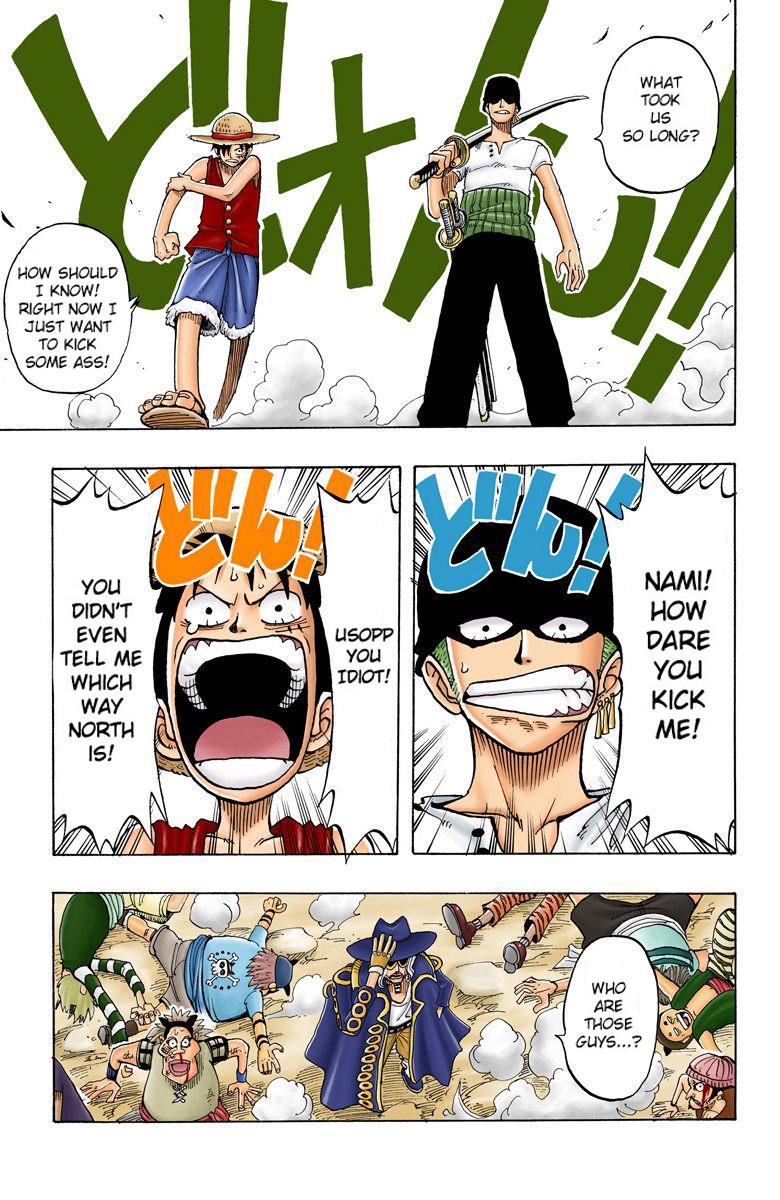 WHAT
TOOK
US
SO LONG?
ドオん!!
HOW SHOULD
I KNOW!
RIGHT NOW I
JUST WANT
TO KICK
SOME ASS!
どん!
NAMI!
HOW
DARE
YOU
KICK
ME!
どん!
USOPP
YOU
IDIOT!
YOU
DIDN'T
EVEN
TELL ME
WHICH
WAY
NORTH
IS!
WHO
ARE
THOSE
GUYS...?